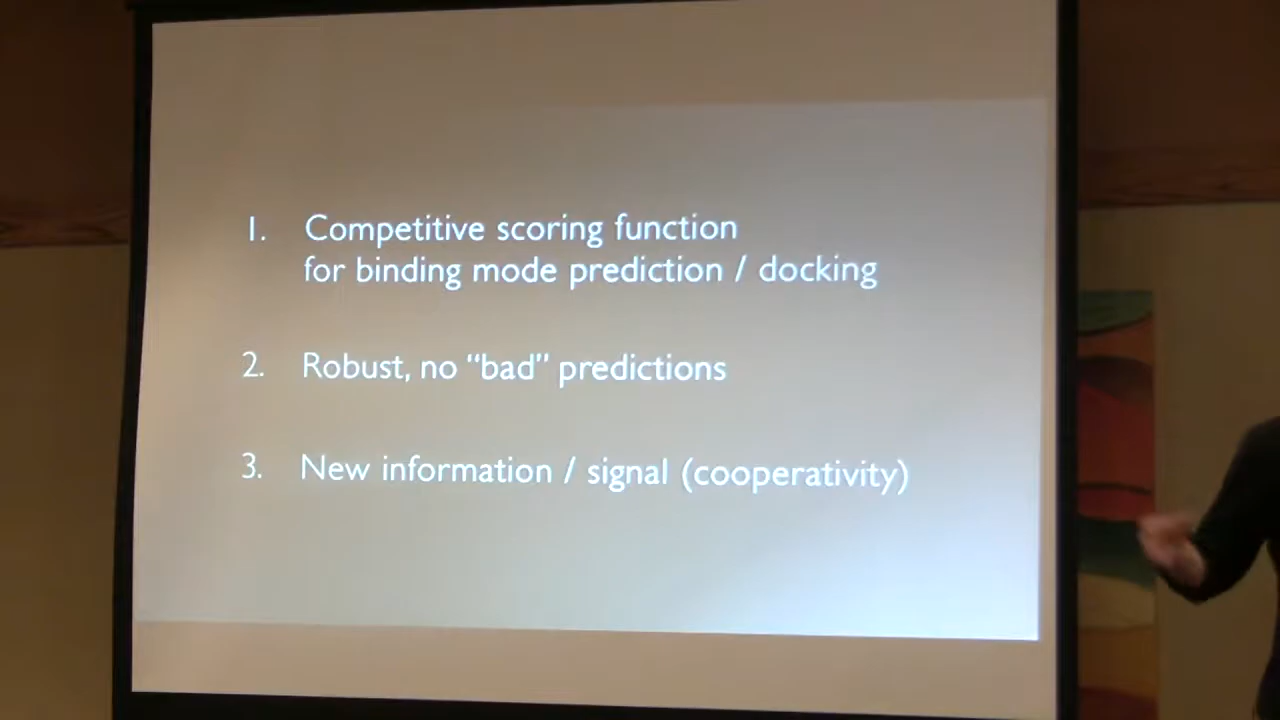 1. Competitive scoring function
for binding mode prediction / docking
2. Robust, no “bad” predictions
3. New information / signal (cooperativity)